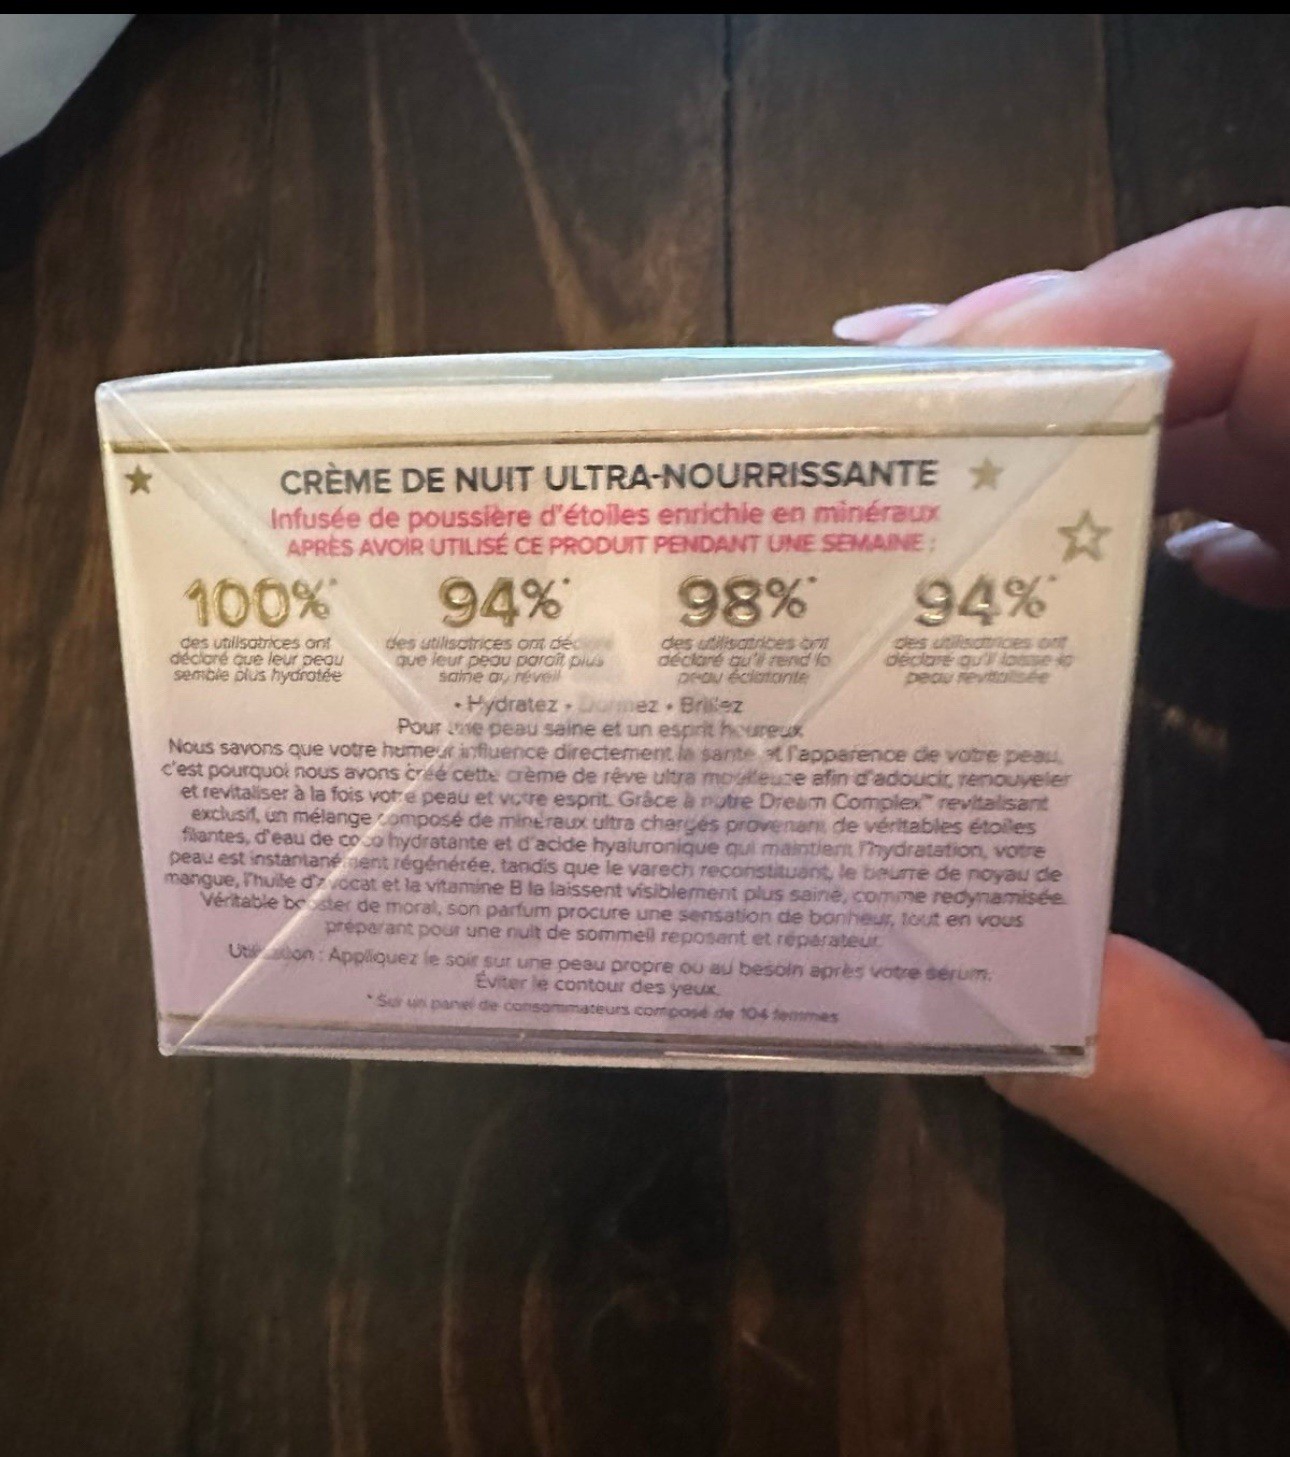 CRÈME DE NUIT ULTRA-NOURRISSANTE
Infusée de poussière d'étoiles enrichie en minéraux
APRÈS AVOIR UTILISÉ CE PRODUIT PENDANT UNE SEMAINE :
100%* 94%* 98%* 94%*
des utilisatrices ont des utilisatrices ont des utilisatrices ont des utilisatrices ont
déclaré que leur peau que leur peau paraît plus déclaré qu'il rend la déclaré qu'il laisse la
semble plus hydratée saine au réveil peau éclatante peau revitalisée
• Hydratez • Dormez • Brillez
Pour une peau saine et un esprit heureux
Nous savons que votre humeur influence directement la santé et l'apparence de votre peau,
c'est pourquoi nous avons créé cette crème de rêve ultra moelleuse afin d'adoucir, renouveler
et revitaliser à la fois votre peau et votre esprit. Grâce à notre Dream Complex™ revitalisant
exclusif, un mélange composé de minéraux ultra chargés provenant de véritables étoiles
filantes, d'eau de coco hydratante et d'acide hyaluronique qui maintient l'hydratation, votre
peau est instantanément régénérée, tandis que le varech reconstituant, le beurre de noyau de
mangue, l'huile d'avocat et la vitamine B la laissent visiblement plus saine, comme redynamisée.
Véritable booster de moral, son parfum procure une sensation de bonheur, tout en vous
préparant pour une nuit de sommeil reposant et réparateur.
Utilisation : Appliquez le soir sur une peau propre ou au besoin après votre sérum.
Éviter le contour des yeux.
* Sur un panel de consommateurs composé de 104 femmes